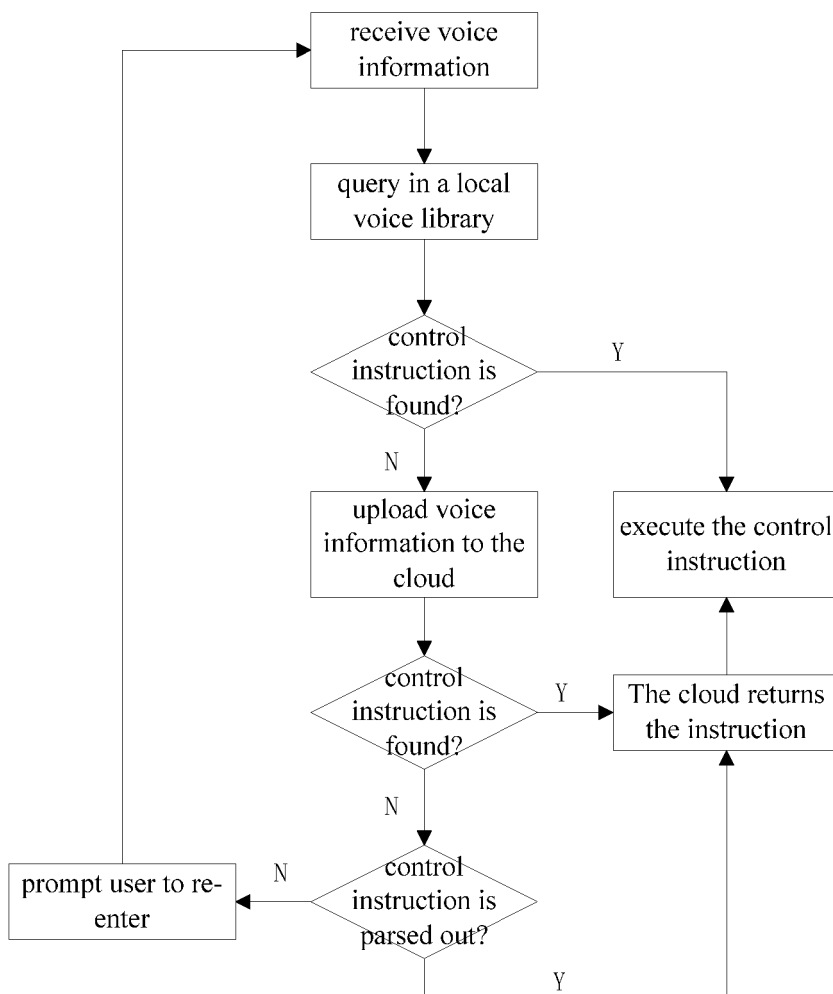 receive voice
information
query in a local
voice library
control
instruction is
found?
Y
N
upload voice
information to the
cloud
execute the control
instruction
control
instruction is
found?
Y
The cloud returns
the instruction
N
control
instruction is
parsed out?
N
prompt user to re-
enter
Y